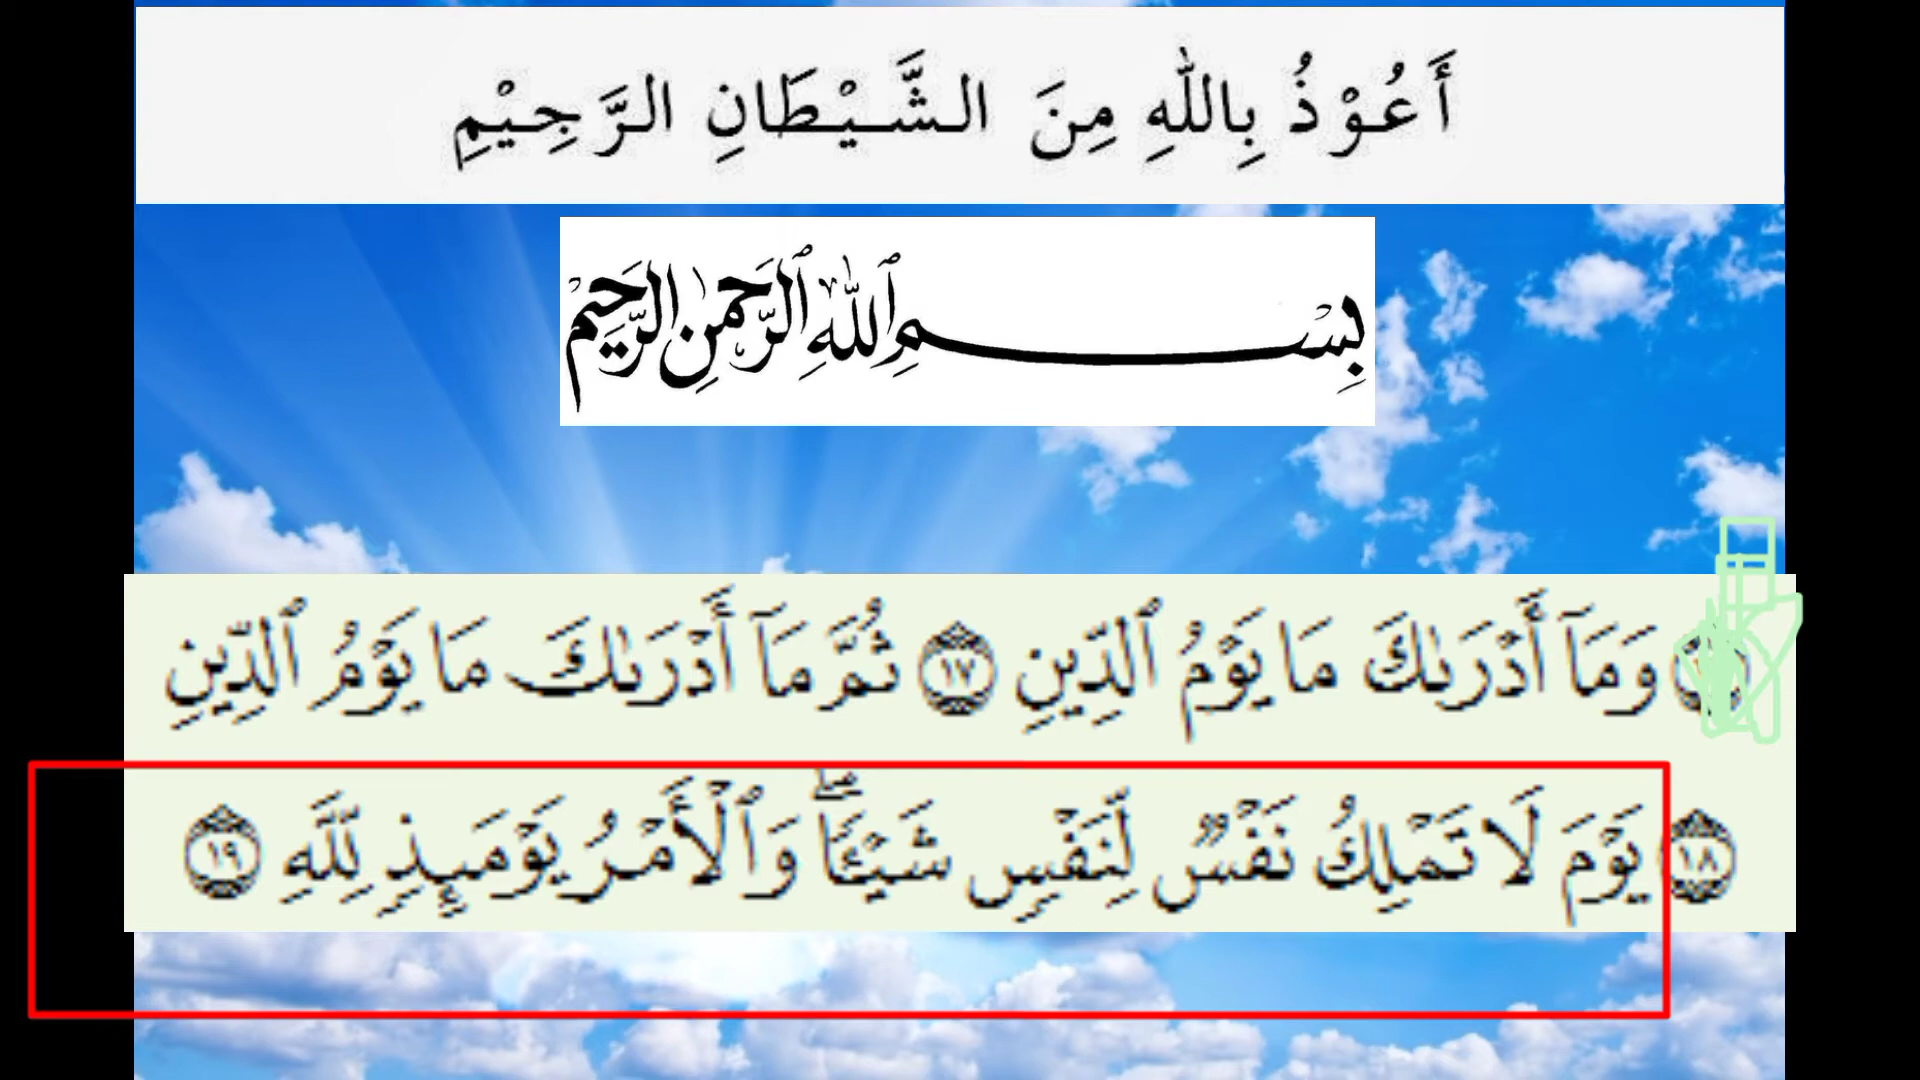 أَعُوْذُ بِاللّٰهِ مِنَ الشَّيْطَانِ الرَّجِيْمِ
بِسْمِ ٱللَّهِ ٱلرَّحْمَٰنِ ٱلرَّحِيمِ
وَمَآ أَدْرَىٰكَ مَا يَوْمُ ٱلدِّينِ ١٧ ثُمَّ مَآ أَدْرَىٰكَ مَا يَوْمُ ٱلدِّينِ
١٨ يَوْمَ لَا تَمْلِكُ نَفْسٌ لِّنَفْسٍ شَيْـًٔا ۖ وَٱلْأَمْرُ يَوْمَئِذٍ لِّلَّهِ ١٩